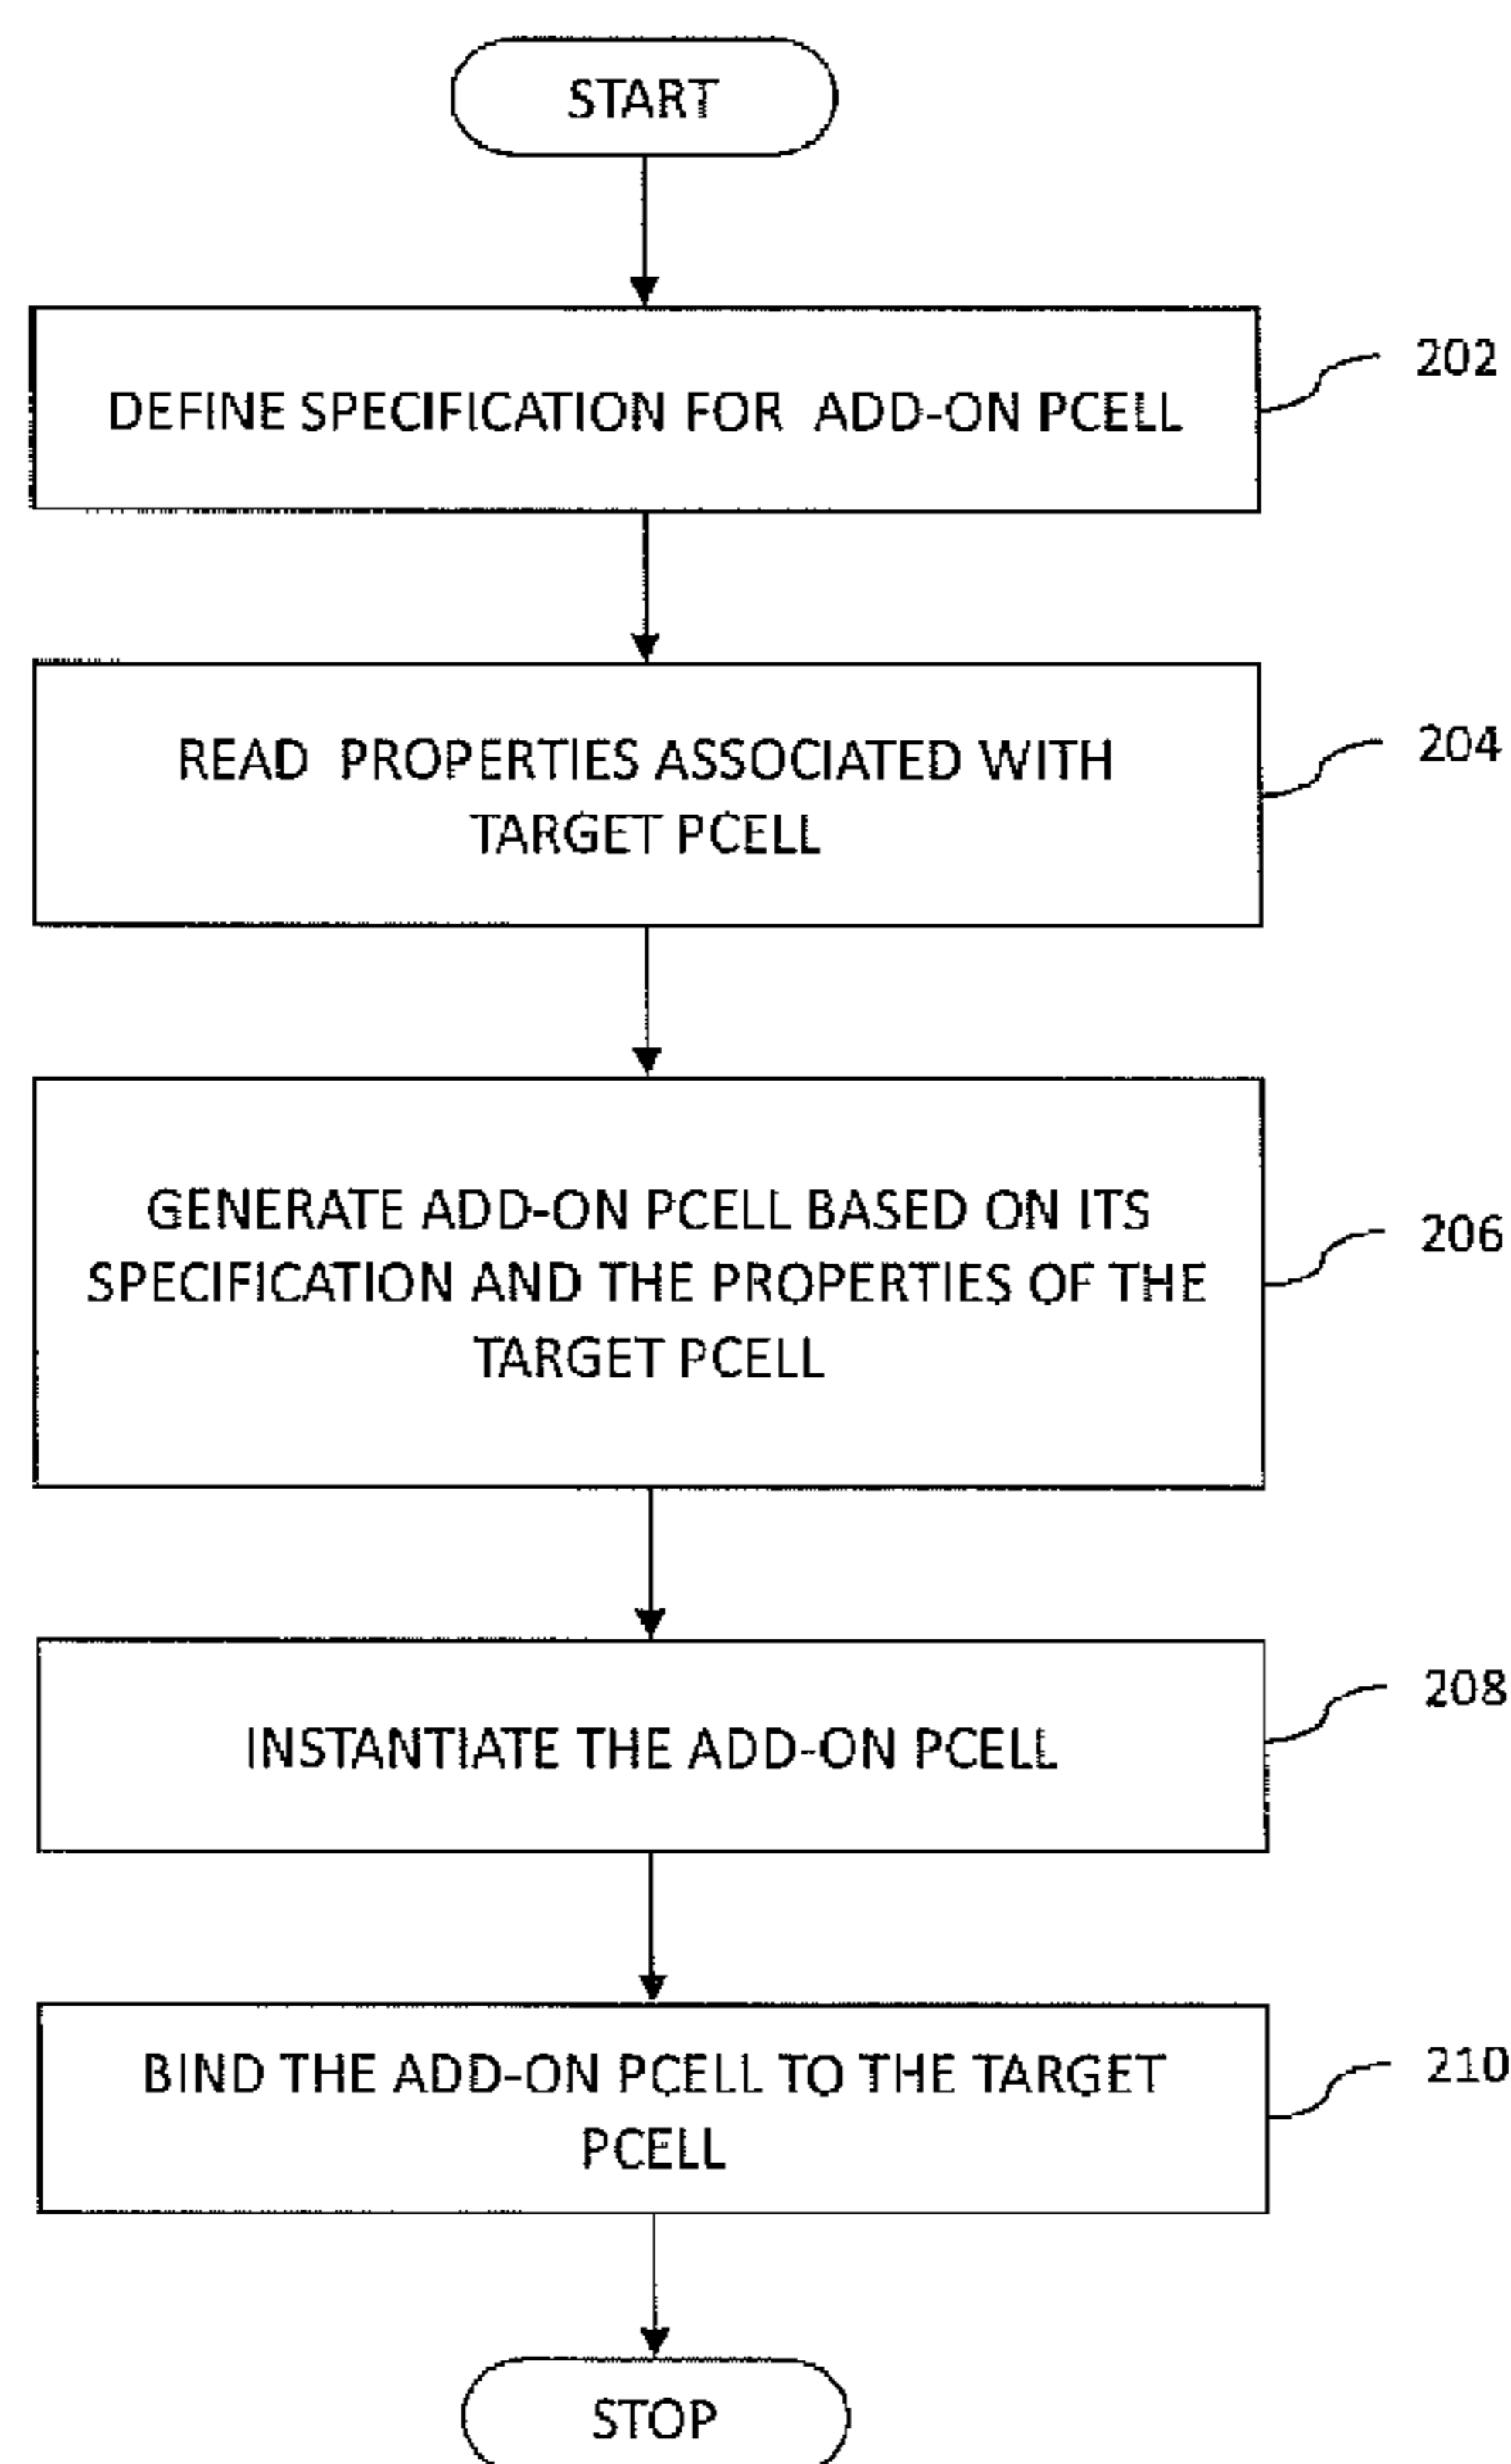 START
DEFINE SPECIFICATION FOR ADD-ON PCELL
202
READ PROPERTIES ASSOCIATED WITH
TARGET PCELL
204
GENERATE ADD-ON PCELL BASED ON ITS
SPECIFICATION AND THE PROPERTIES OF THE
TARGET PCELL
206
INSTANTIATE THE ADD-ON PCELL
208
BIND THE ADD-ON PCELL TO THE TARGET
PCELL
210
STOP